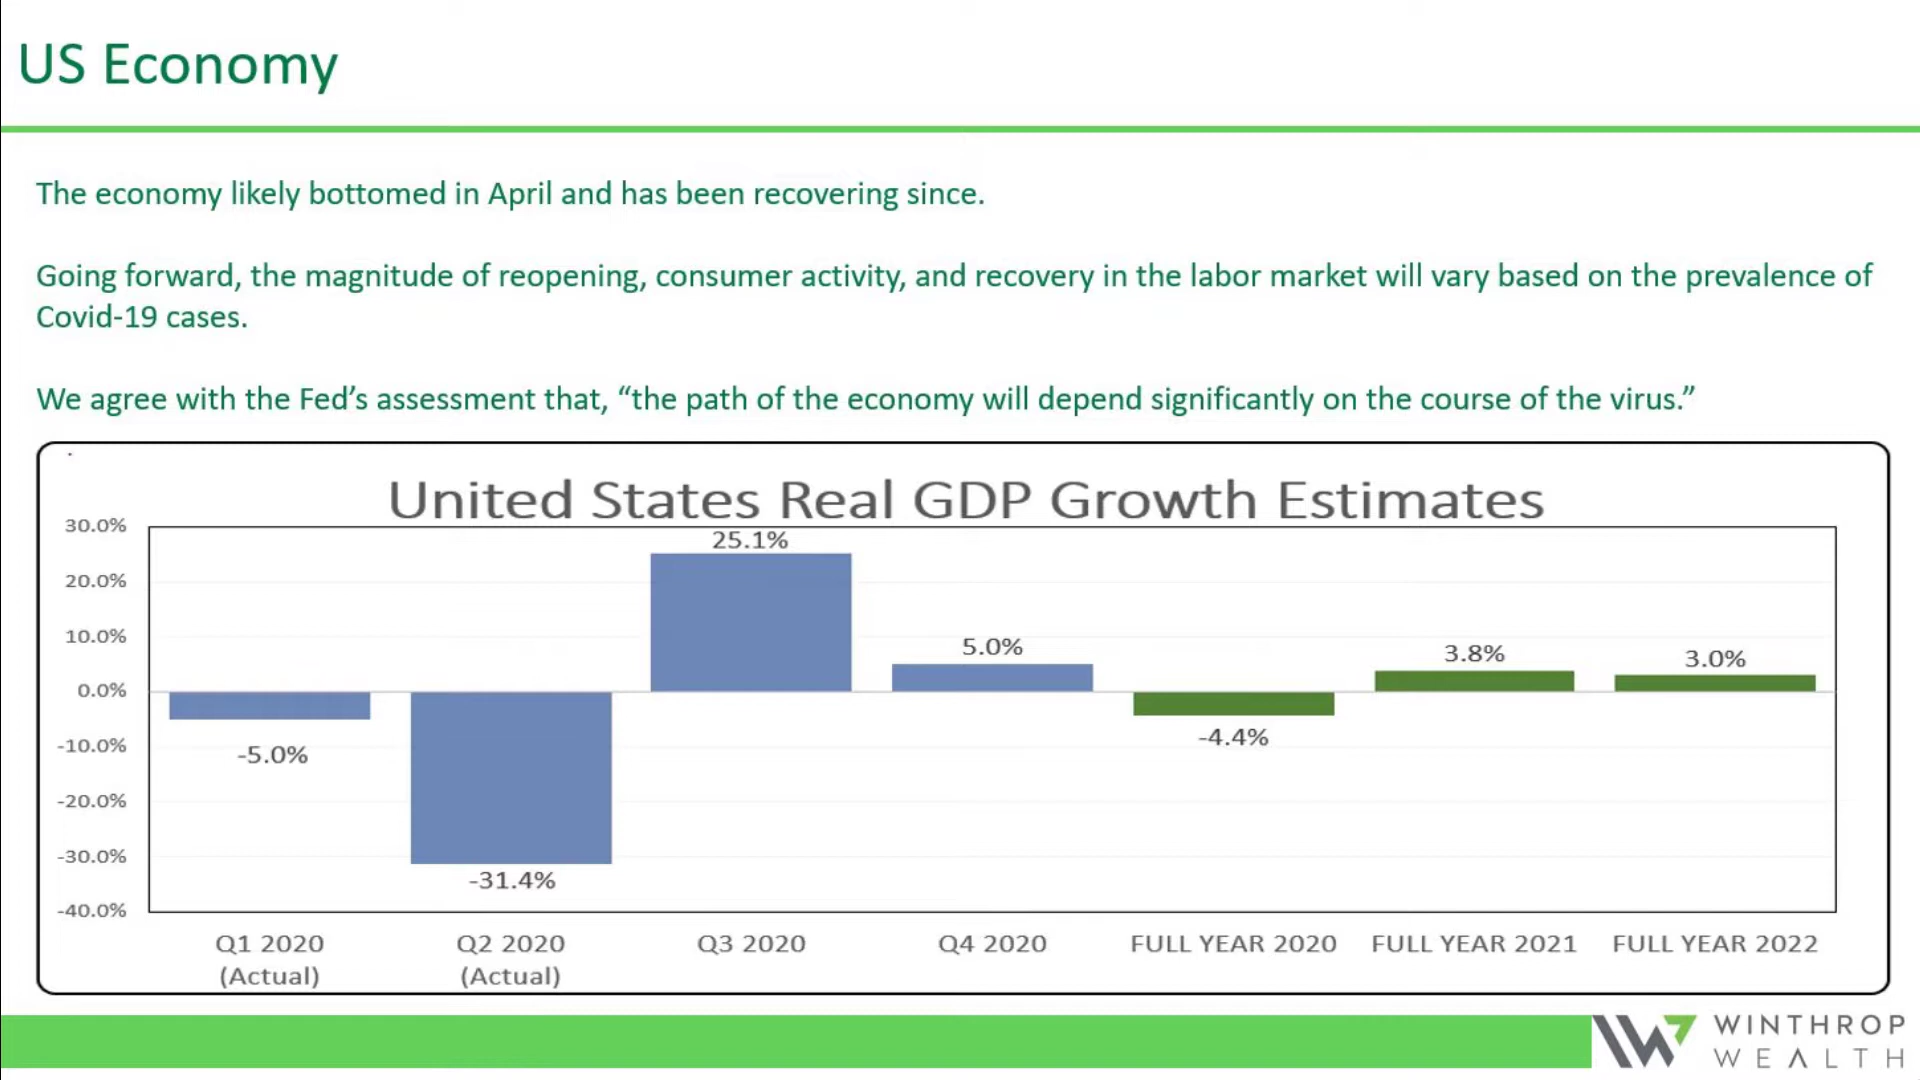 US Economy
The economy likely bottomed in April and has been recovering since.
Going forward, the magnitude of reopening, consumer activity, and recovery in the labor market will vary based on the prevalence of
Covid-19 cases.
We agree with the Fed’s assessment that, “the path of the economy will depend significantly on the course of the virus.”
United States Real GDP Growth Estimates
30.0%
20.0%
10.0%
0.0%
-10.0%
-20.0%
-30.0%
-40.0%
-5.0%
-31.4%
25.1%
5.0%
-4.4%
3.8%
3.0%
Q1 2020
(Actual)
Q2 2020
(Actual)
Q3 2020
Q4 2020
FULL YEAR 2020
FULL YEAR 2021
FULL YEAR 2022
WINTHROP
WEALTH